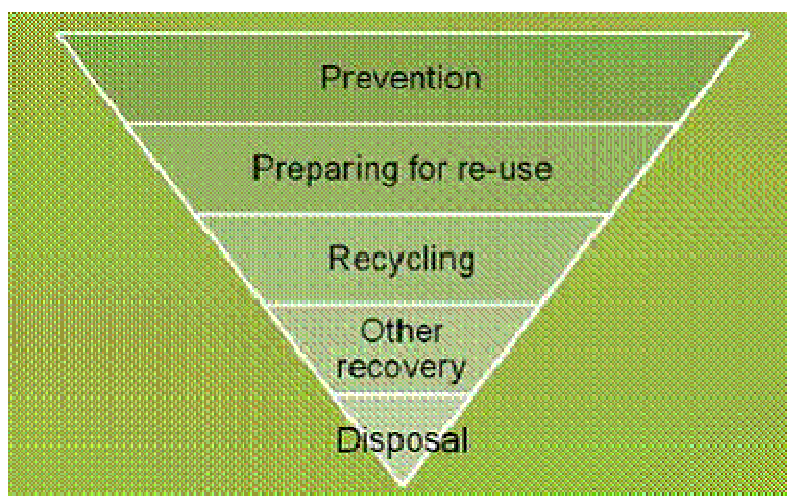 Prevention
Preparing for re-use
Recycling
Other
recovery
Disposal